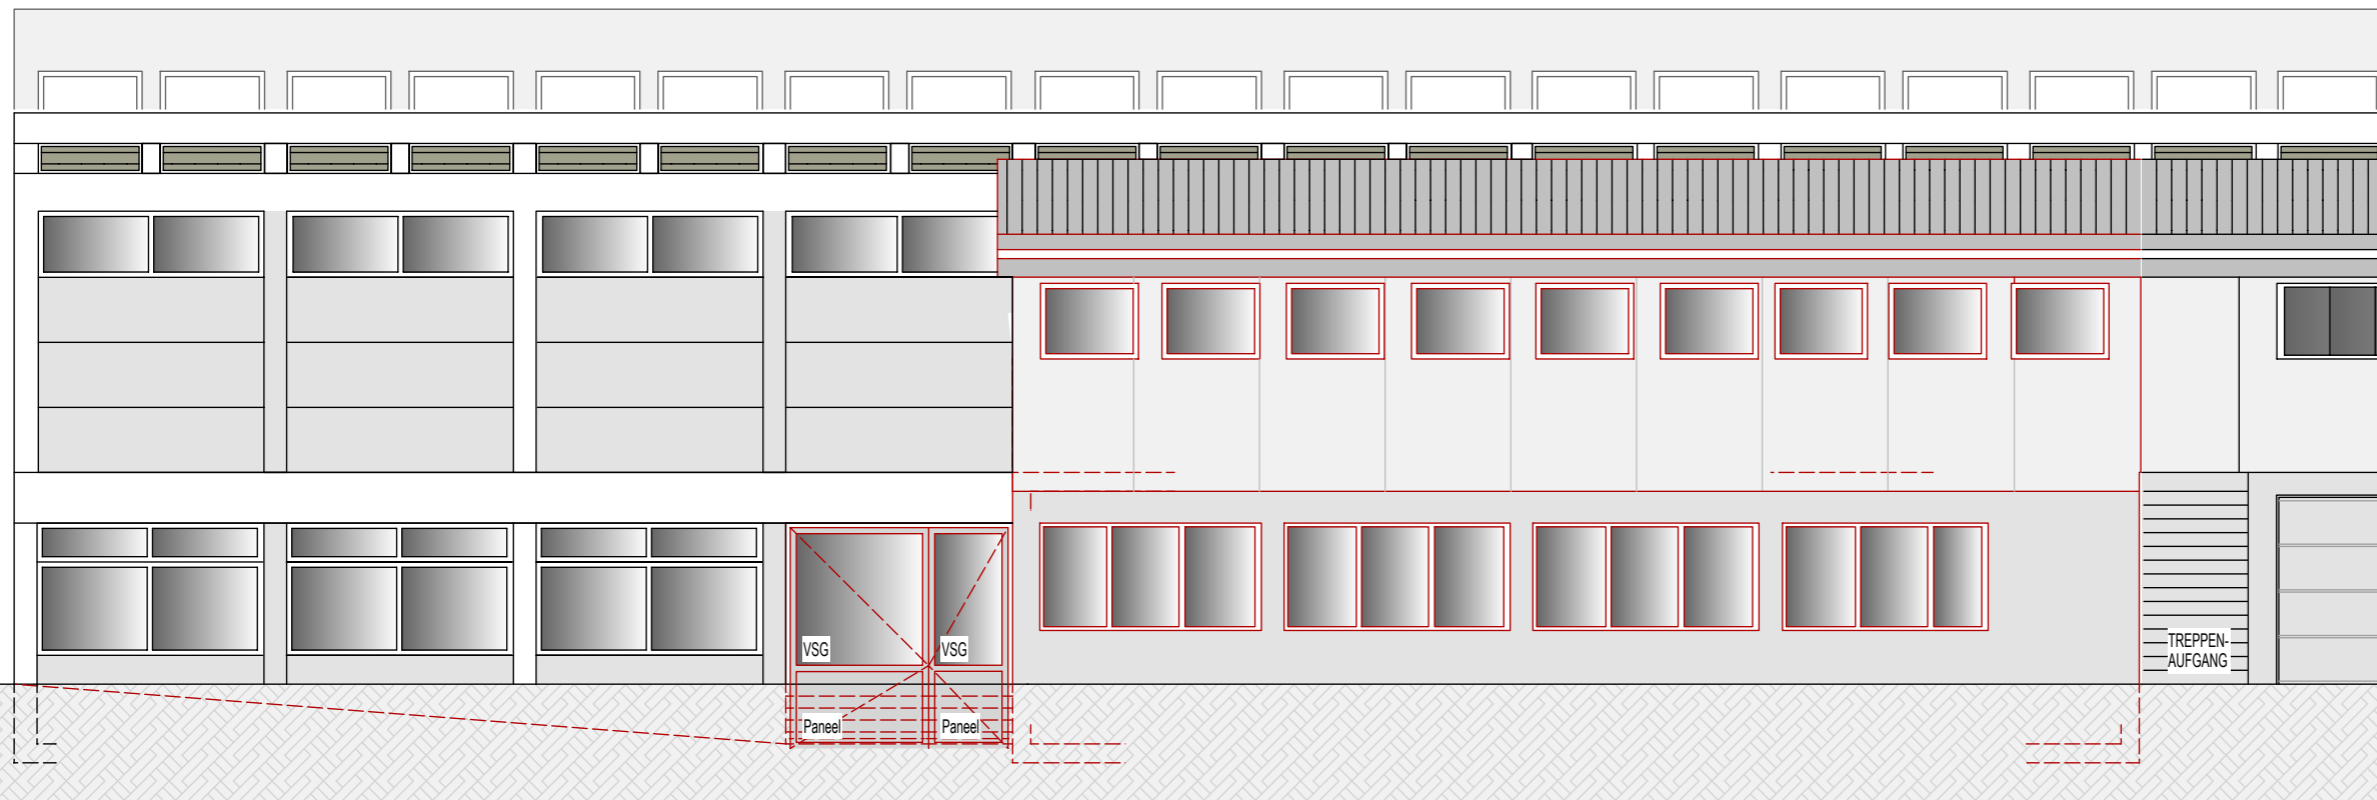 VSG
VSG
TREPPEN-
AUFGANG
Paneel
Paneel